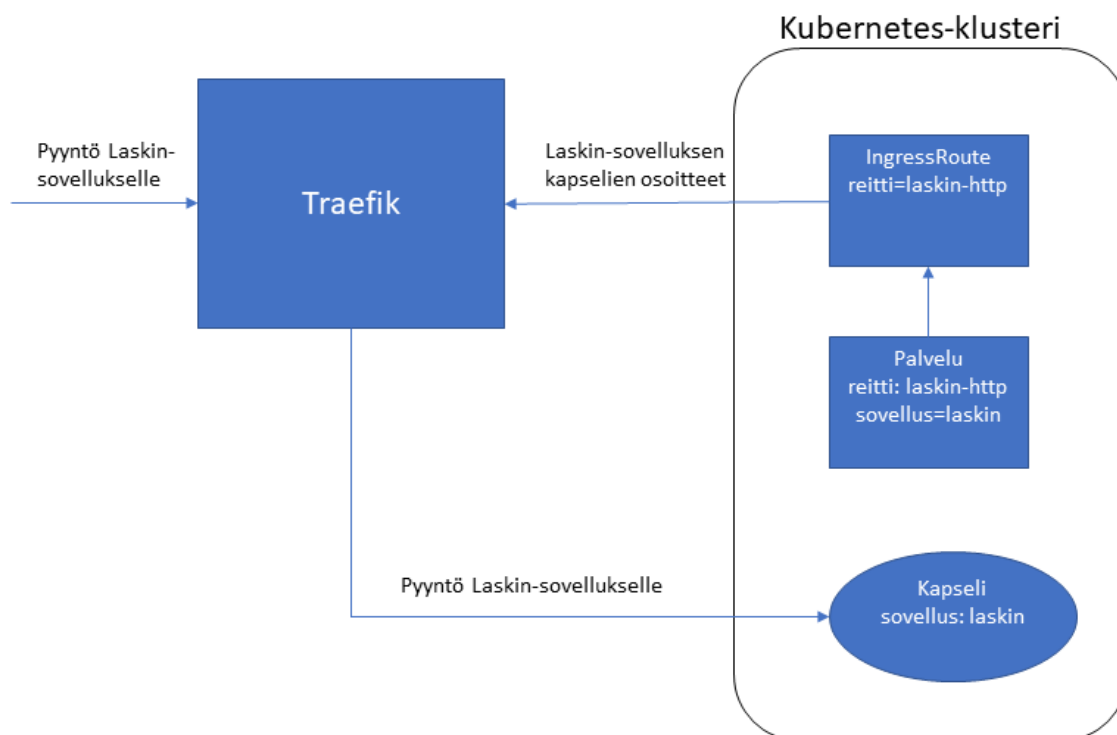 Kubernetes-klusteri
Pyyntö Laskin-
sovellukselle
Traefik
Laskin-sovelluksen
kapselien osoitteet
IngressRoute
reitti=laskin-http
Palvelu
reitti: laskin-http
sovellus=laskin
Pyyntö Laskin-sovellukselle
Kapseli
sovellus: laskin